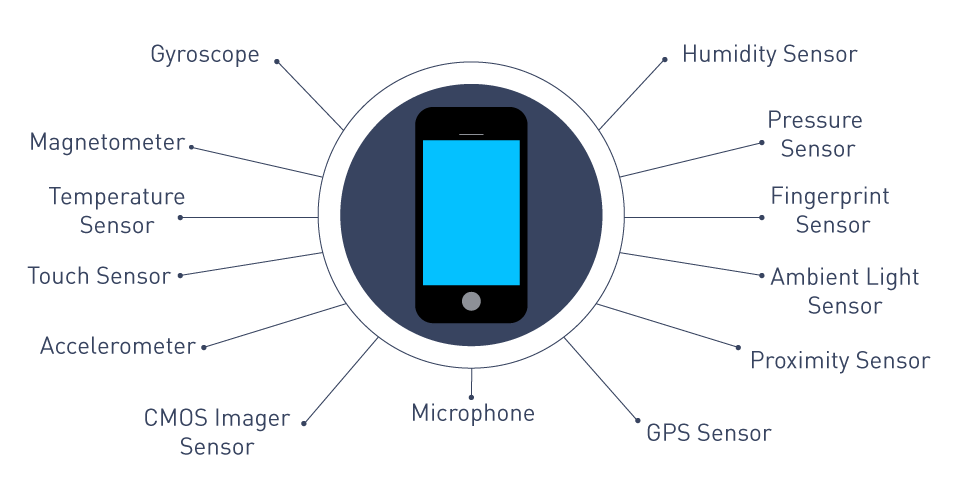 Gyroscope
Humidity Sensor
Magnetometer
Pressure
Sensor
Temperature
Sensor
Fingerprint
Sensor
Touch Sensor
Ambient Light
Sensor
Accelerometer
Proximity Sensor
CMOS Imager
Sensor
Microphone
GPS Sensor